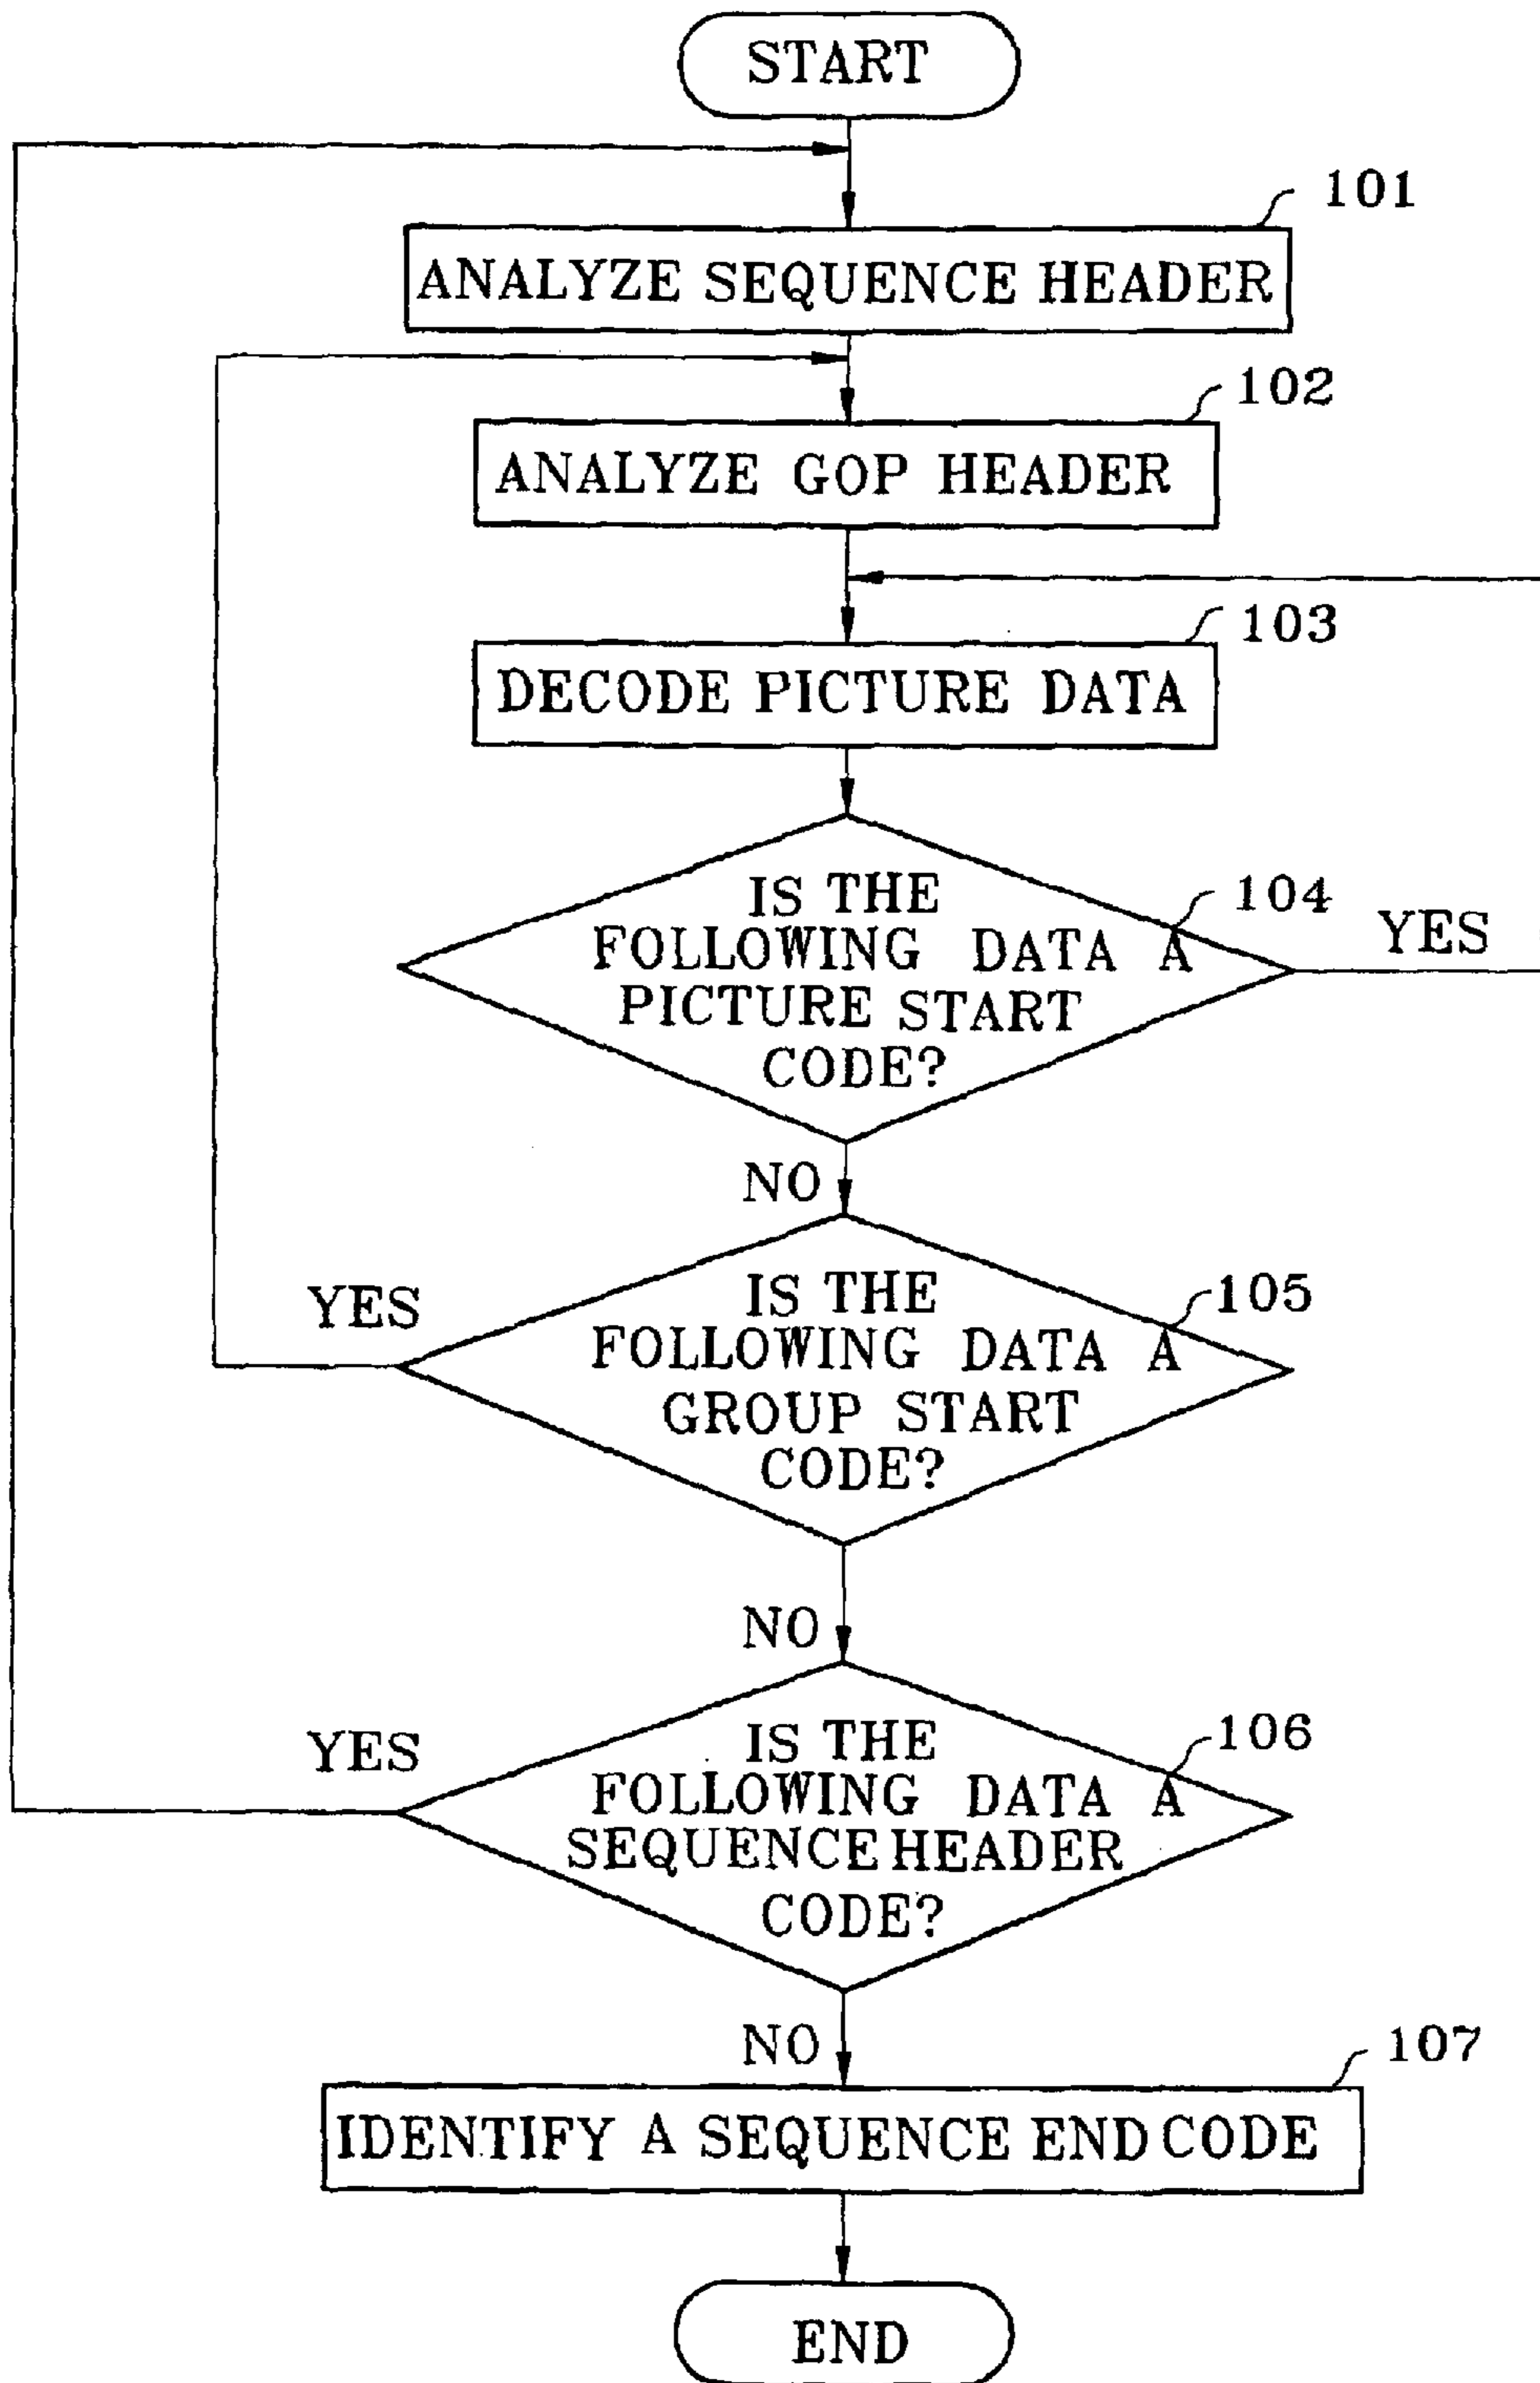 START
101
ANALYZE SEQUENCE HEADER
102
ANALYZE GOP HEADER
103
DECODE PICTURE DATA
104
IS THE
FOLLOWING DATA A
PICTURE START
CODE?
YES
NO
105
IS THE
FOLLOWING DATA A
GROUP START
CODE?
YES
NO
106
IS THE
FOLLOWING DATA A
SEQUENCE HEADER
CODE?
YES
NO
107
IDENTIFY A SEQUENCE END CODE
END